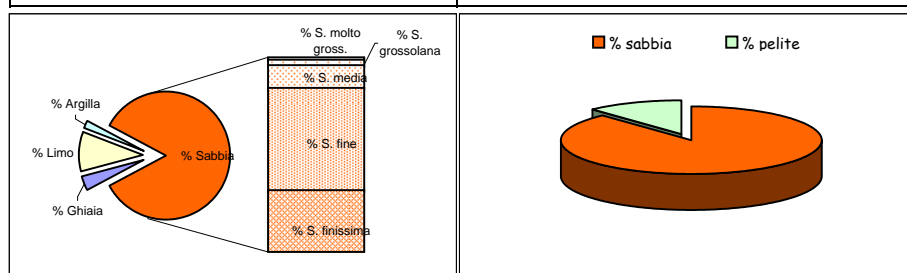 % S. molto
gross.
% S.
grossolana
% S. media
% Argilla
% Limo
% Sabbia
% S. fine
% Ghiaia
% S. finissima
% sabbia
% pelite